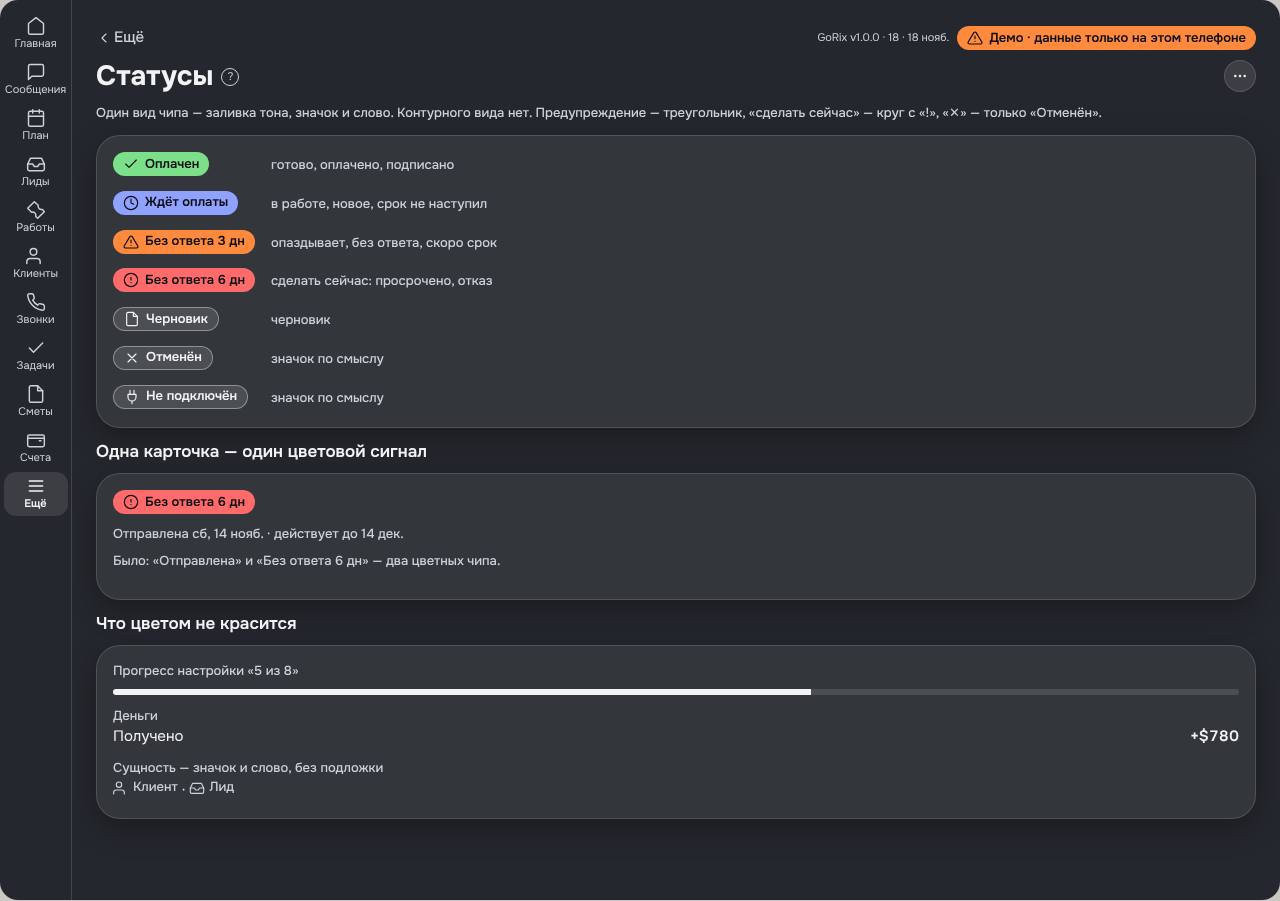 Главная
Сообщения
План
Лиды
Работы
Клиенты
Звонки
Задачи
Сметы
Счета
Ещё
Ещё
GoRix v1.0.0 · 18 · 18 нояб.
Демо · данные только на этом телефоне
Статусы ?
Один вид чипа — заливка тона, значок и слово. Контурного вида нет. Предупреждение — треугольник, «сделать сейчас» — круг с «!», «×» — только «Отменён».
Оплачен готово, оплачено, подписано
Ждёт оплаты в работе, новое, срок не наступил
Без ответа 3 дн опаздывает, без ответа, скоро срок
Без ответа 6 дн сделать сейчас: просрочено, отказ
Черновик черновик
Отменён значок по смыслу
Не подключён значок по смыслу
Одна карточка — один цветовой сигнал
Без ответа 6 дн
Отправлена сб, 14 нояб. · действует до 14 дек.
Было: «Отправлена» и «Без ответа 6 дн» — два цветных чипа.
Что цветом не красится
Прогресс настройки «5 из 8»
Деньги
Получено +$780
Сущность — значок и слово, без подложки
Клиент . Лид